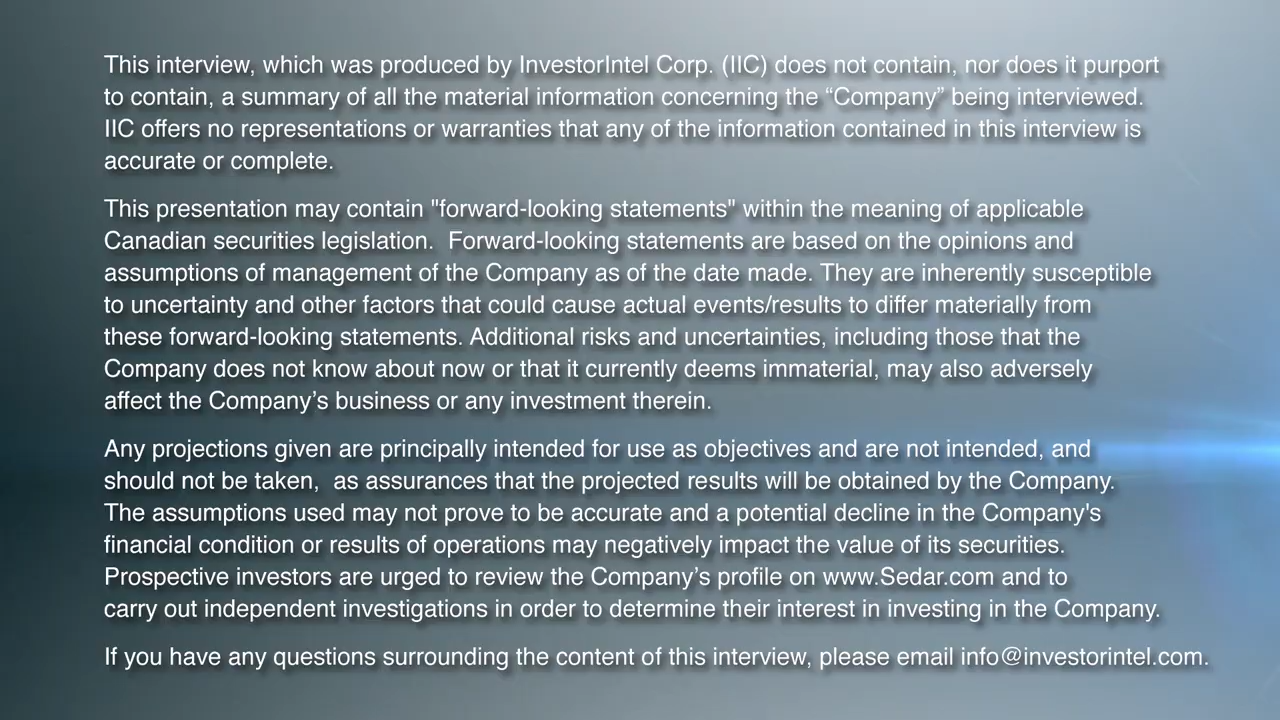 This interview, which was produced by InvestorIntel Corp. (IIC) does not contain, nor does it purport
to contain, a summary of all the material information concerning the “Company” being interviewed.
IIC offers no representations or warranties that any of the information contained in this interview is
accurate or complete.
This presentation may contain "forward-looking statements" within the meaning of applicable
Canadian securities legislation.  Forward-looking statements are based on the opinions and
assumptions of management of the Company as of the date made. They are inherently susceptible
to uncertainty and other factors that could cause actual events/results to differ materially from
these forward-looking statements. Additional risks and uncertainties, including those that the
Company does not know about now or that it currently deems immaterial, may also adversely
affect the Company’s business or any investment therein.
Any projections given are principally intended for use as objectives and are not intended, and
should not be taken,  as assurances that the projected results will be obtained by the Company.
The assumptions used may not prove to be accurate and a potential decline in the Company's
financial condition or results of operations may negatively impact the value of its securities.
Prospective investors are urged to review the Company’s profile on www.Sedar.com and to
carry out independent investigations in order to determine their interest in investing in the Company.
If you have any questions surrounding the content of this interview, please email info@investorintel.com.